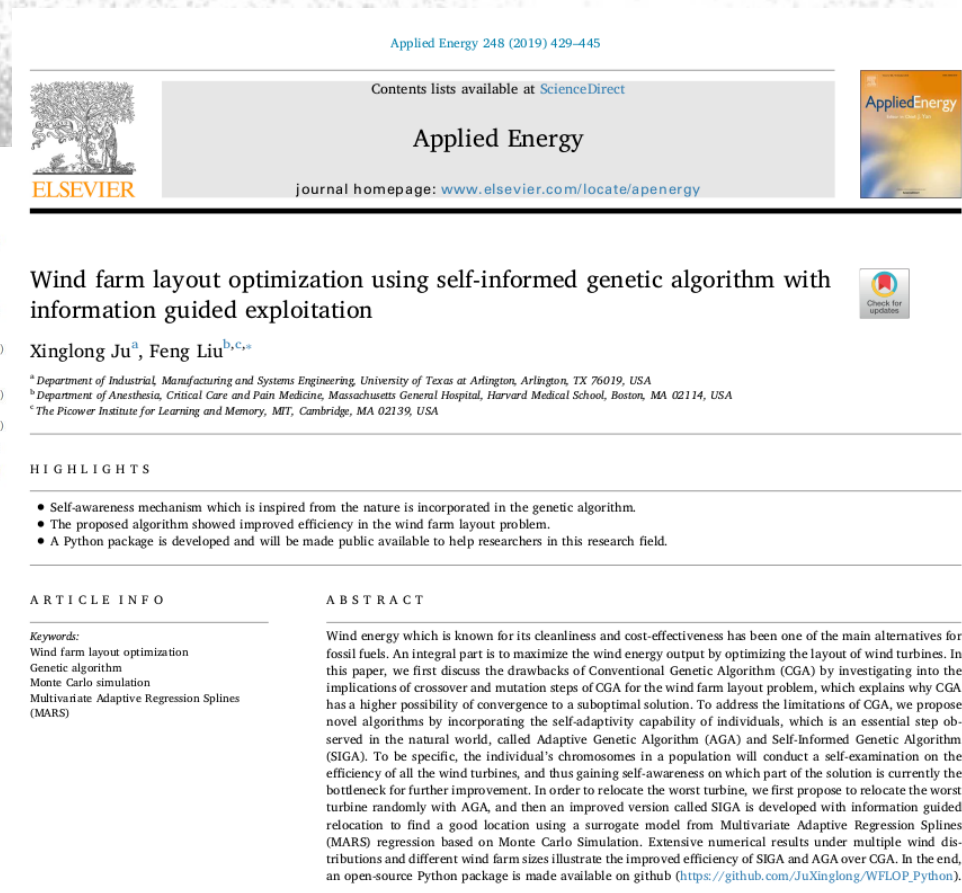 Applied Energy 248 (2019) 429–445
Contents lists available at ScienceDirect
Applied Energy
journal homepage: www.elsevier.com/locate/apenergy
ELSEVIER
AppliedEnergy
Wind farm layout optimization using self-informed genetic algorithm with
information guided exploitation
Check for
updates
Xinglong Juᵃ, Feng Liuᵇ,ᶜ,*
ᵃ Department of Industrial, Manufacturing and Systems Engineering, University of Texas at Arlington, Arlington, TX 76019, USA
ᵇ Department of Anesthesia, Critical Care and Pain Medicine, Massachusetts General Hospital, Harvard Medical School, Boston, MA 02114, USA
ᶜ The Picower Institute for Learning and Memory, MIT, Cambridge, MA 02139, USA
HIGHLIGHTS
• Self-awareness mechanism which is inspired from the nature is incorporated in the genetic algorithm.
• The proposed algorithm showed improved efficiency in the wind farm layout problem.
• A Python package is developed and will be made public available to help researchers in this research field.
ARTICLE INFO
Keywords:
Wind farm layout optimization
Genetic algorithm
Monte Carlo simulation
Multivariate Adaptive Regression Splines
(MARS)
ABSTRACT
Wind energy which is known for its cleanliness and cost-effectiveness has been one of the main alternatives for
fossil fuels. An integral part is to maximize the wind energy output by optimizing the layout of wind turbines. In
this paper, we first discuss the drawbacks of Conventional Genetic Algorithm (CGA) by investigating into the
implications of crossover and mutation steps of CGA for the wind farm layout problem, which explains why CGA
has a higher possibility of convergence to a suboptimal solution. To address the limitations of CGA, we propose
novel algorithms by incorporating the self-adaptivity capability of individuals, which is an essential step ob-
served in the natural world, called Adaptive Genetic Algorithm (AGA) and Self-Informed Genetic Algorithm
(SIGA). To be specific, the individual's chromosomes in a population will conduct a self-examination on the
efficiency of all the wind turbines, and thus gaining self-awareness on which part of the solution is currently the
bottleneck for further improvement. In order to relocate the worst turbine, we first propose to relocate the worst
turbine randomly with AGA, and then an improved version called SIGA is developed with information guided
relocation to find a good location using a surrogate model from Multivariate Adaptive Regression Splines
(MARS) regression based on Monte Carlo Simulation. Extensive numerical results under multiple wind dis-
tributions and different wind farm sizes illustrate the improved efficiency of SIGA and AGA over CGA. In the end,
an open-source Python package is made available on github (https://github.com/JuXinglong/WFLOP_Python).